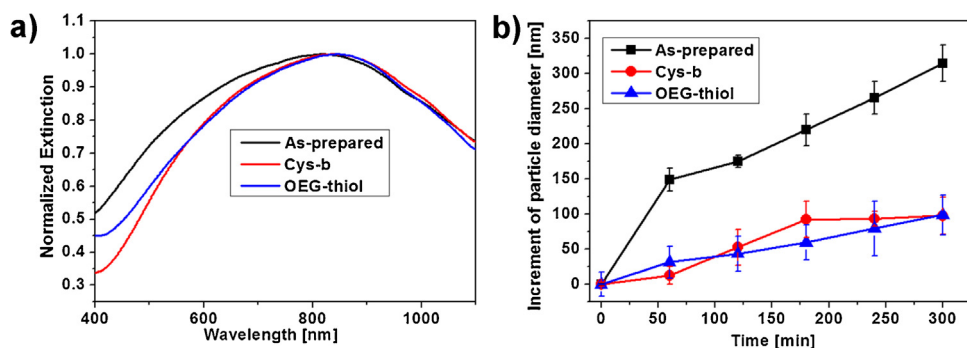 a)
Normalized Extinction
1.1
1.0
0.9
0.8
0.7
0.6
0.5
0.4
0.3
As-prepared
Cys-b
OEG-thiol
400
600
800
1000
Wavelength [nm]
b)
Increment of particle diameter [nm]
350
300
250
200
150
100
50
0
As-prepared
Cys-b
OEG-thiol
0
50
100
150
200
250
300
Time [min]